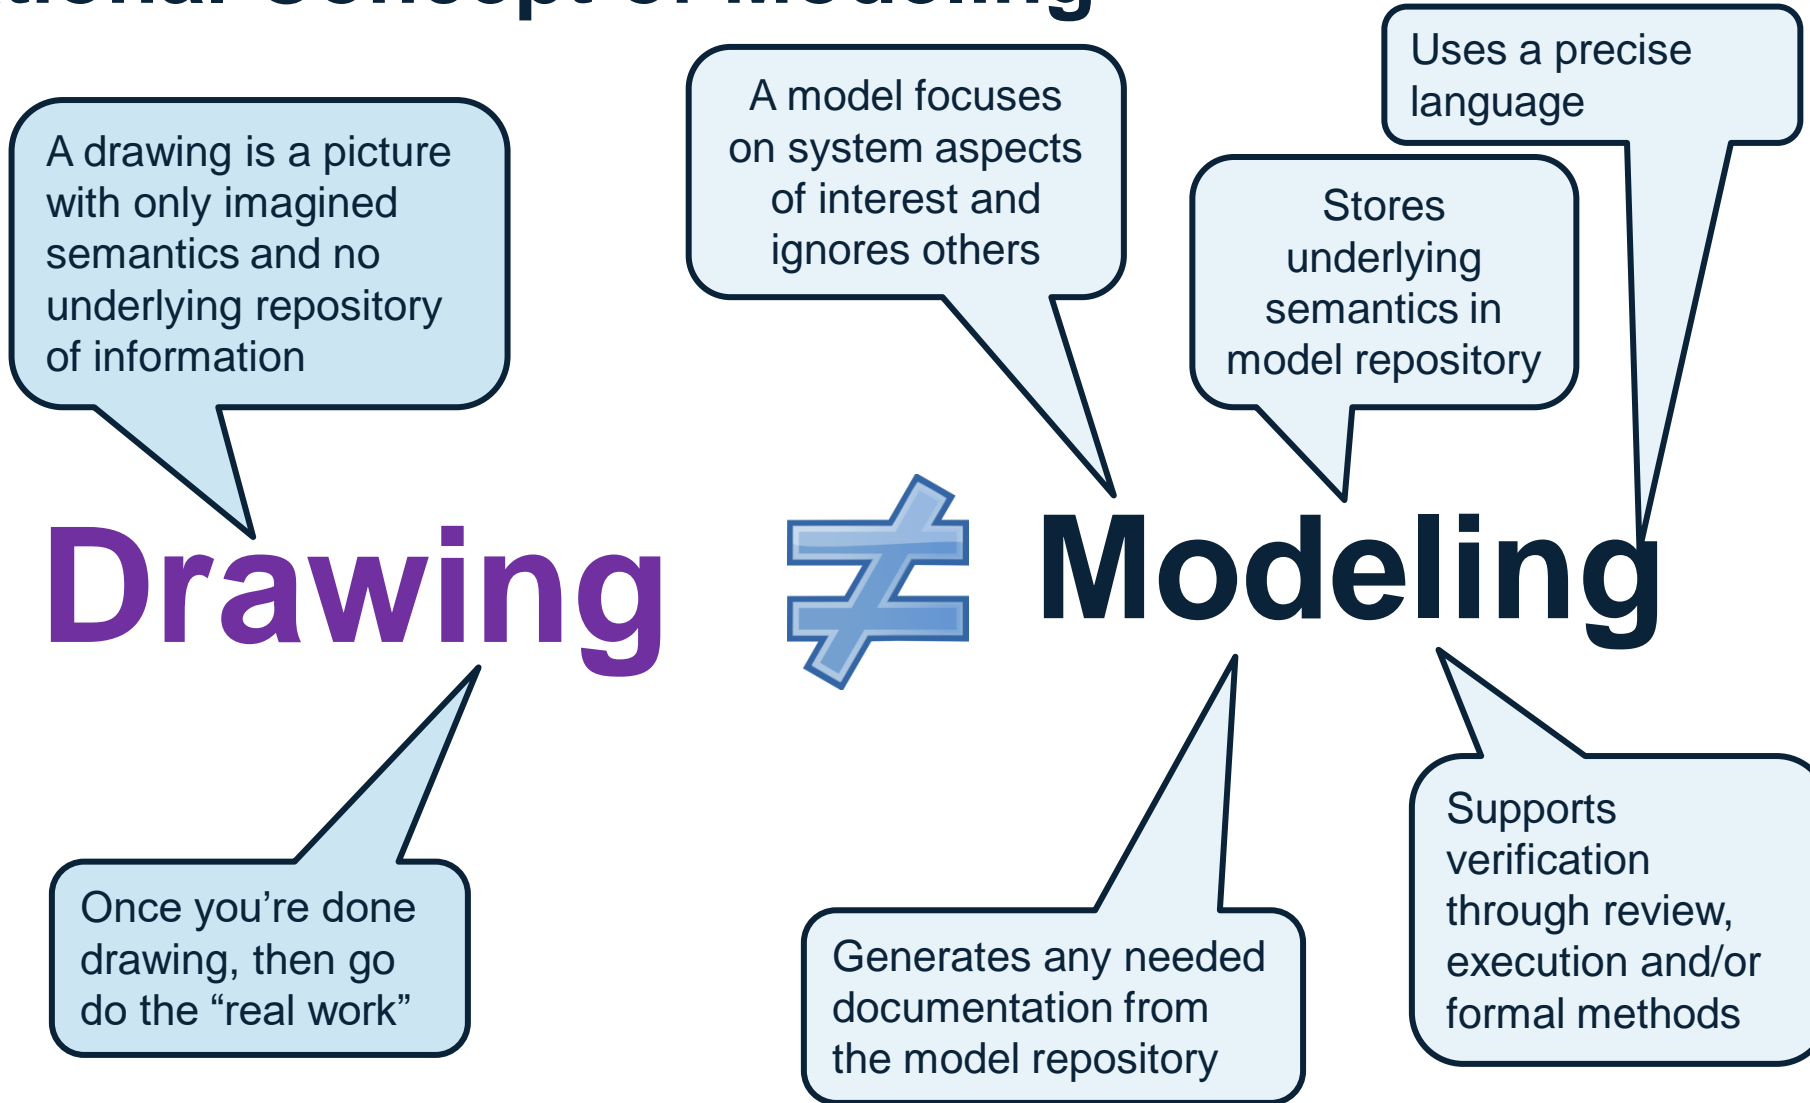 Concept of Modeling
Uses a precise
language
A model focuses
on system aspects
of interest and
ignores others
A drawing is a picture
with only imagined
semantics and no
underlying repository
of information
Stores
underlying
semantics in
model repository
Drawing
≠
Modeling
Once you’re done
drawing, then go
do the “real work”
Generates any needed
documentation from
the model repository
Supports
verification
through review,
execution and/or
formal methods